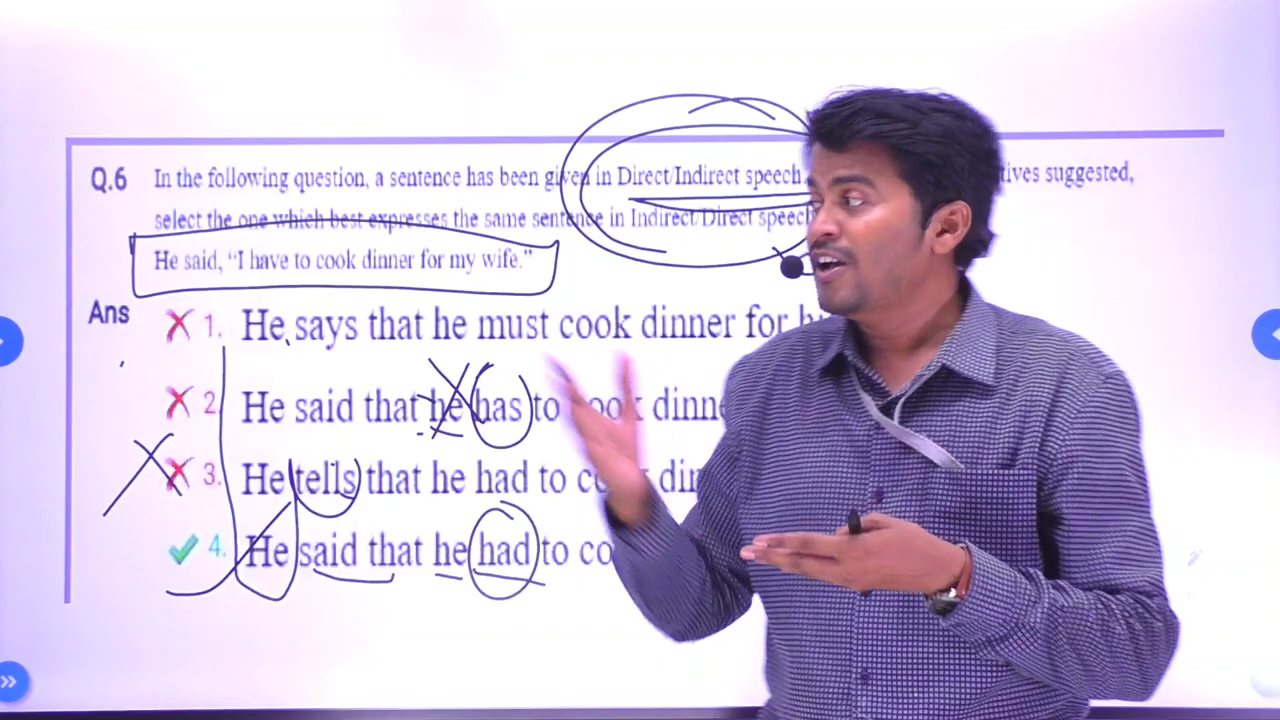 Q.6 In the following question, a sentence has been given in Direct/Indirect speech. tives suggested,
select the one which best expresses the same sentence in Indirect/Direct speech
He said, “I have to cook dinner for my wife.”
Ans
1. He says that he must cook dinner for
2. He said that he has to cook
3. He tells that he had to
4. He said that he had to